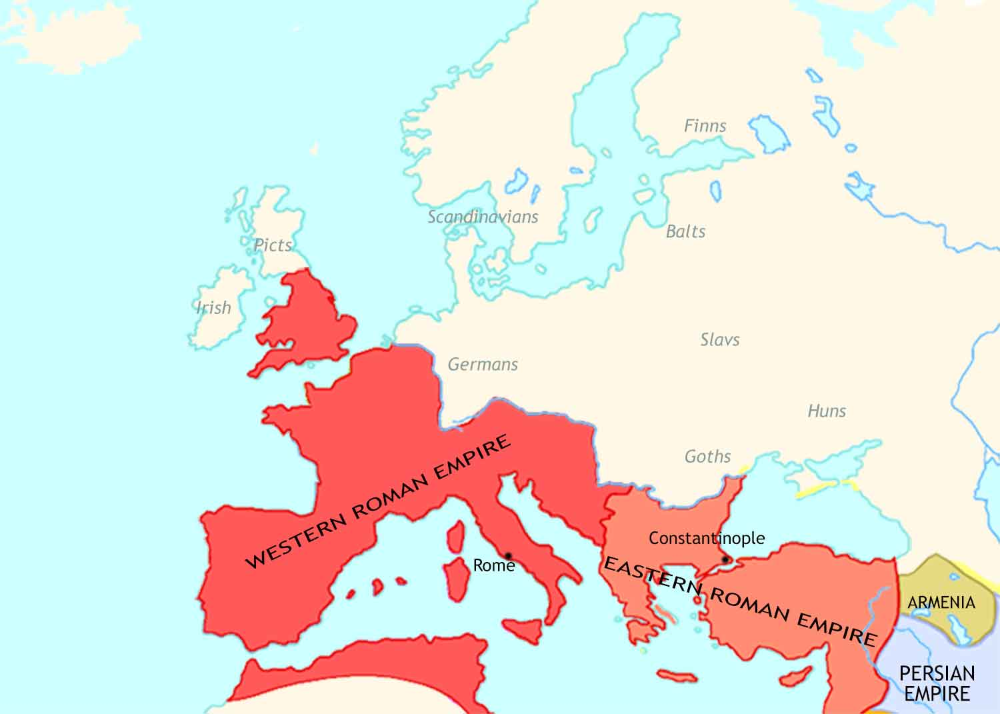 Finns
Scandinavians
Balts
Picts
Irish
Slavs
Germans
Huns
Goths
WESTERN ROMAN EMPIRE
Constantinople
Rome
EASTERN ROMAN EMPIRE
ARMENIA
PERSIAN
EMPIRE